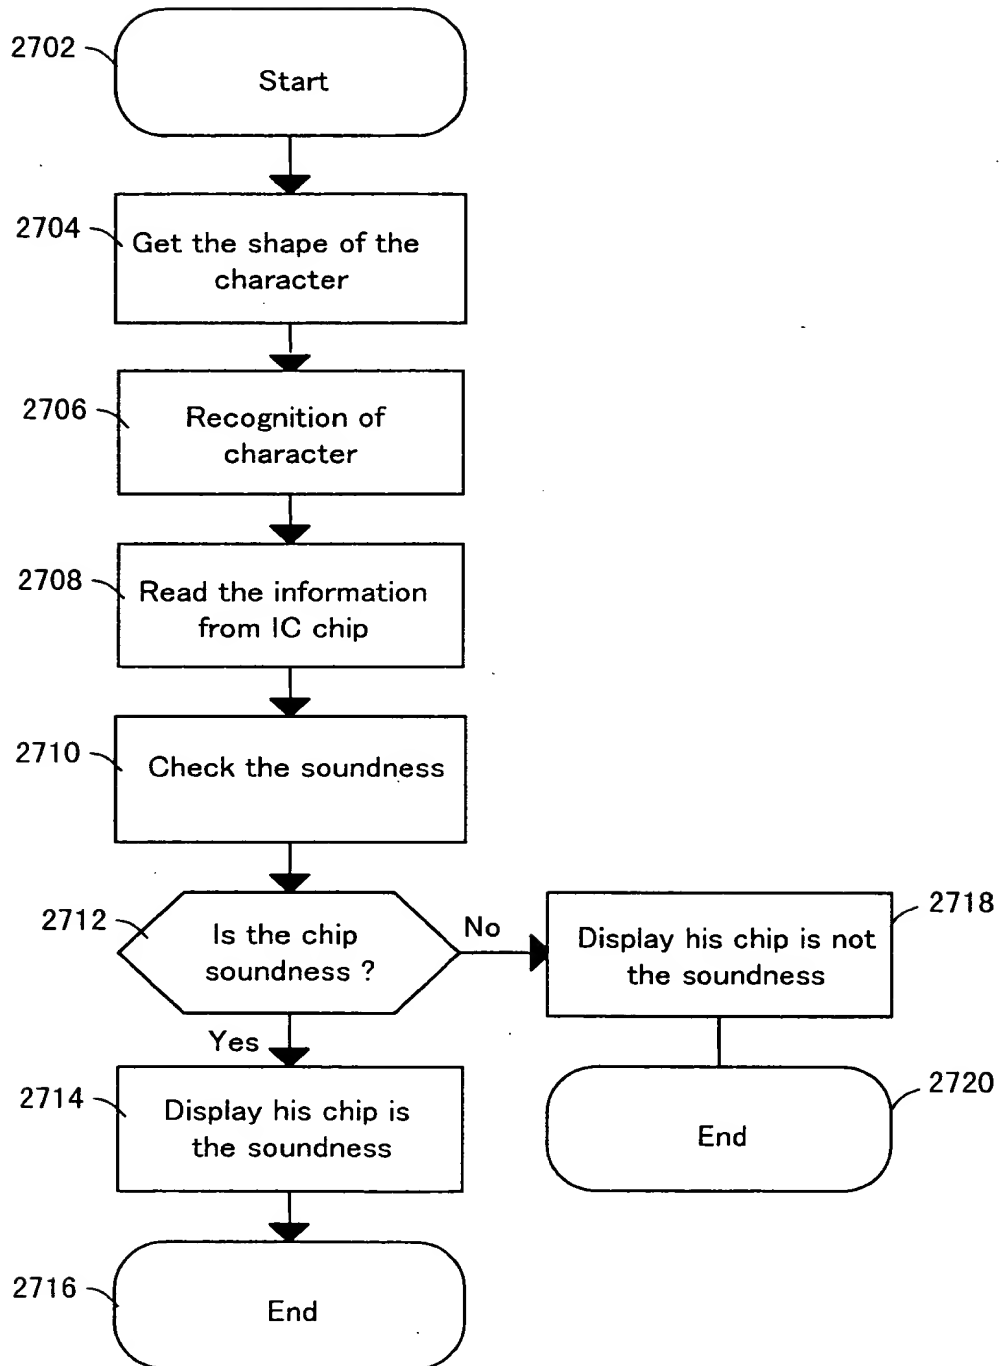 2702
Start
2704
Get the shape of the
character
2706
Recognition of
character
2708
Read the information
from IC chip
2710
Check the soundness
2712
Is the chip
soundness ?
No
2718
Display his chip is not
the soundness
Yes
2714
Display his chip is
the soundness
2720
End
2716
End